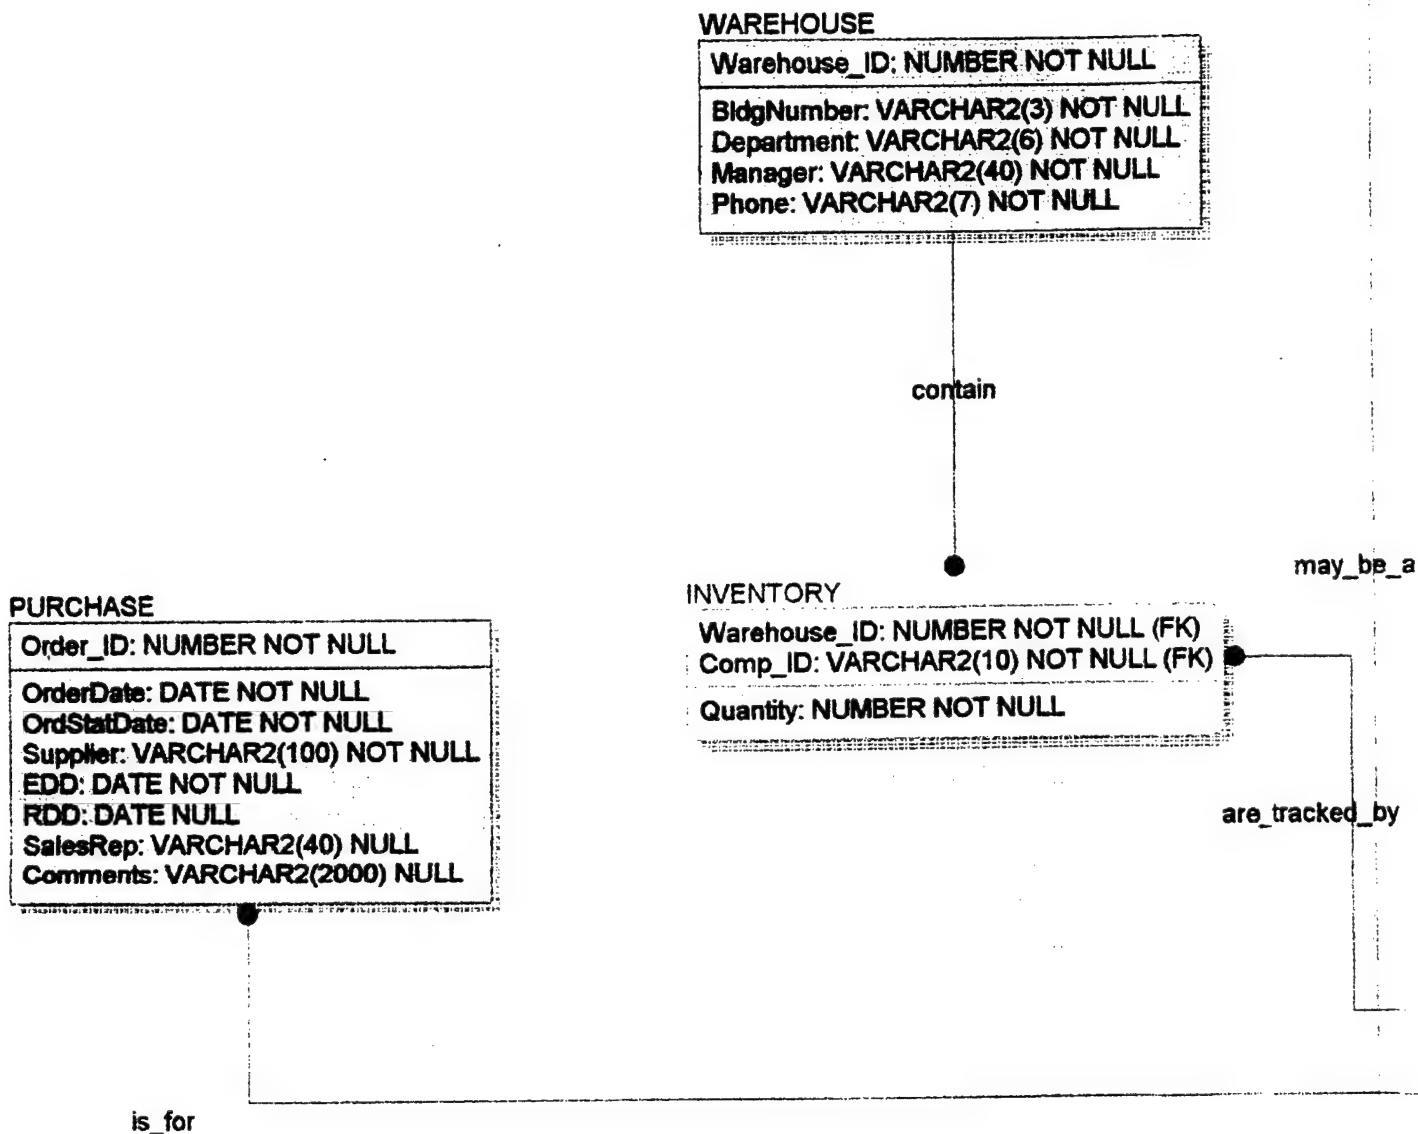 WAREHOUSE
Warehouse_ID: NUMBER NOT NULL
BldgNumber: VARCHAR2(3) NOT NULL
Department: VARCHAR2(6) NOT NULL
Manager: VARCHAR2(40) NOT NULL
Phone: VARCHAR2(7) NOT NULL
contain
may_be_a
INVENTORY
Warehouse_ID: NUMBER NOT NULL (FK)
Comp_ID: VARCHAR2(10) NOT NULL (FK)
Quantity: NUMBER NOT NULL
are_tracked_by
PURCHASE
Order_ID: NUMBER NOT NULL
OrderDate: DATE NOT NULL
OrdStatDate: DATE NOT NULL
Supplier: VARCHAR2(100) NOT NULL
EDD: DATE NOT NULL
RDD: DATE NULL
SalesRep: VARCHAR2(40) NULL
Comments: VARCHAR2(2000) NULL
is_for